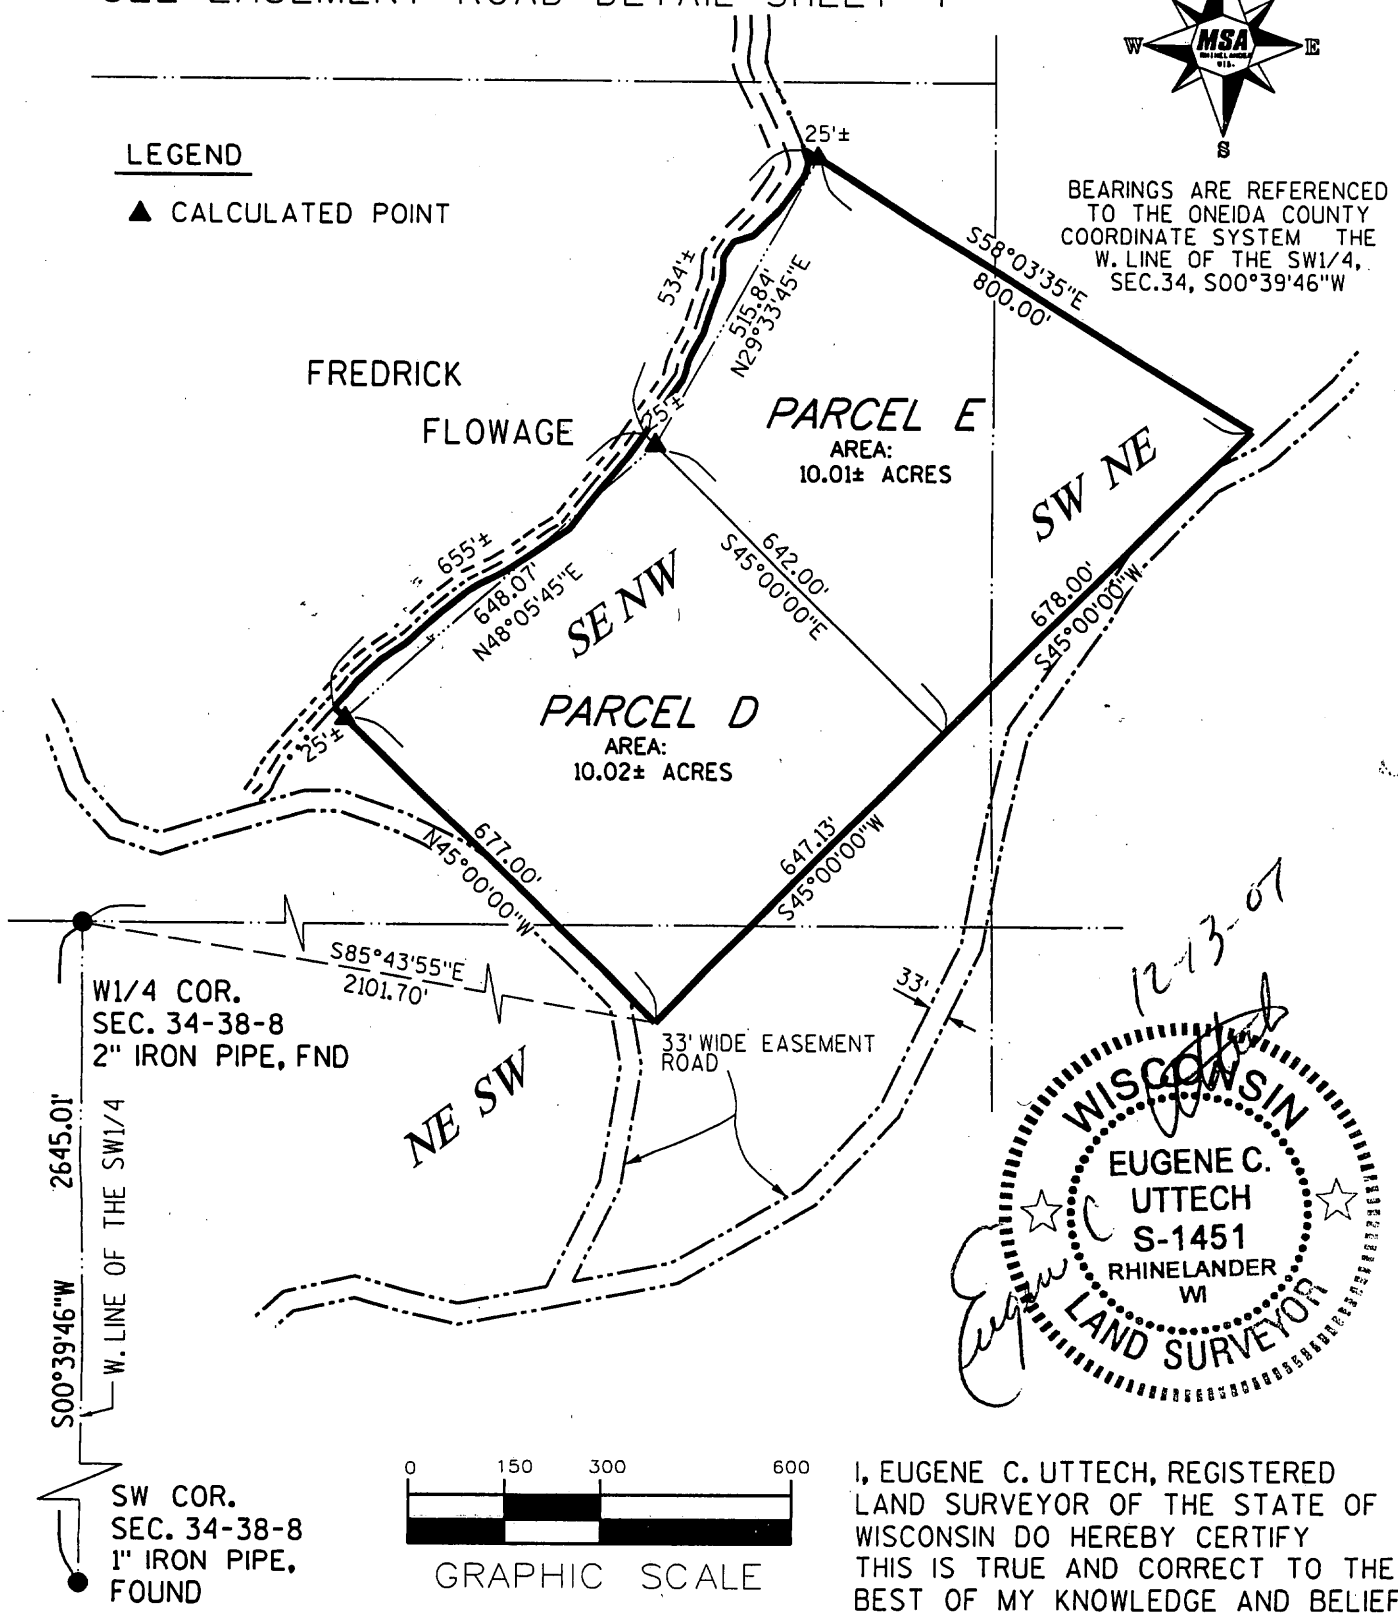 W
MSA
E
S
BEARINGS ARE REFERENCED
TO THE ONEIDA COUNTY
COORDINATE SYSTEM THE
W. LINE OF THE SW1/4,
SEC.34, S00°39'46"W
LEGEND
▲ CALCULATED POINT
25'±
S58°03'35"E
800.00'
534'±
515.84'
N29°33'45"E
FREDRICK
FLOWAGE
25'±
PARCEL E
AREA:
10.01± ACRES
SW NE
655'±
648.07'
N48°05'45"E
SE NW
642.00'
S45°00'00"E
678.00'
S45°00'00"W
PARCEL D
AREA:
10.02± ACRES
25'±
677.00'
N45°00'00"W
647.13'
S45°00'00"W
S85°43'55"E
2101.70'
W1/4 COR.
SEC. 34-38-8
2" IRON PIPE, FND
33'
33' WIDE EASEMENT
ROAD
NE SW
2645.01'
S00°39'46"W
W. LINE OF THE SW1/4
12-13-07
WISCONSIN
EUGENE C.
UTTECH
S-1451
RHINELANDER
WI
LAND SURVEYOR
Eugene C Uttech
SW COR.
SEC. 34-38-8
1" IRON PIPE,
FOUND
0 150 300 600
GRAPHIC SCALE
I, EUGENE C. UTTECH, REGISTERED
LAND SURVEYOR OF THE STATE OF
WISCONSIN DO HEREBY CERTIFY
THIS IS TRUE AND CORRECT TO THE
BEST OF MY KNOWLEDGE AND BELIEF